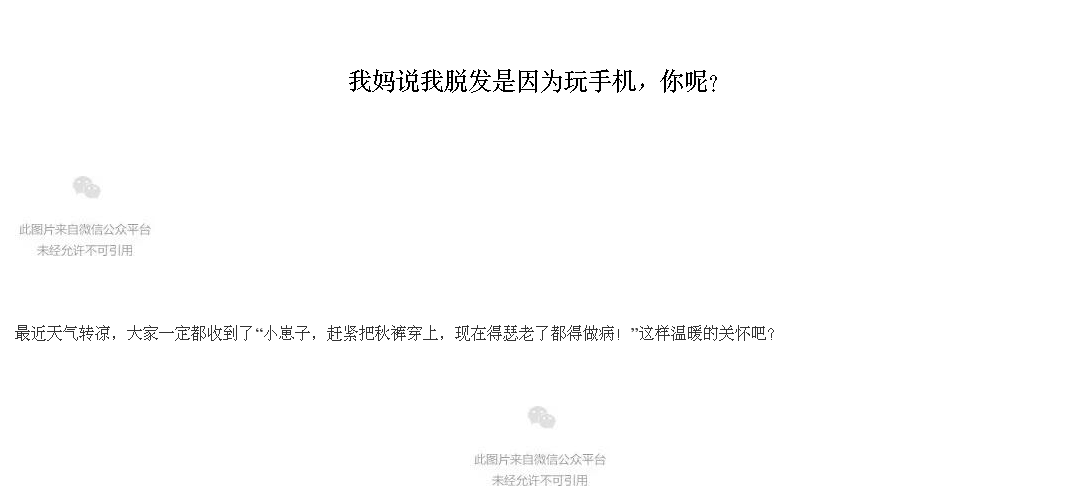 我妈说我脱发是因为玩手机，你呢？
此图片来自微信公众平台
未经允许不可引用
最近天气转凉，大家一定都收到了“小崽子，赶紧把秋裤穿上，现在得瑟老了都得做病！”这样温暖的关怀吧？
此图片来自微信公众平台
未经允许不可引用